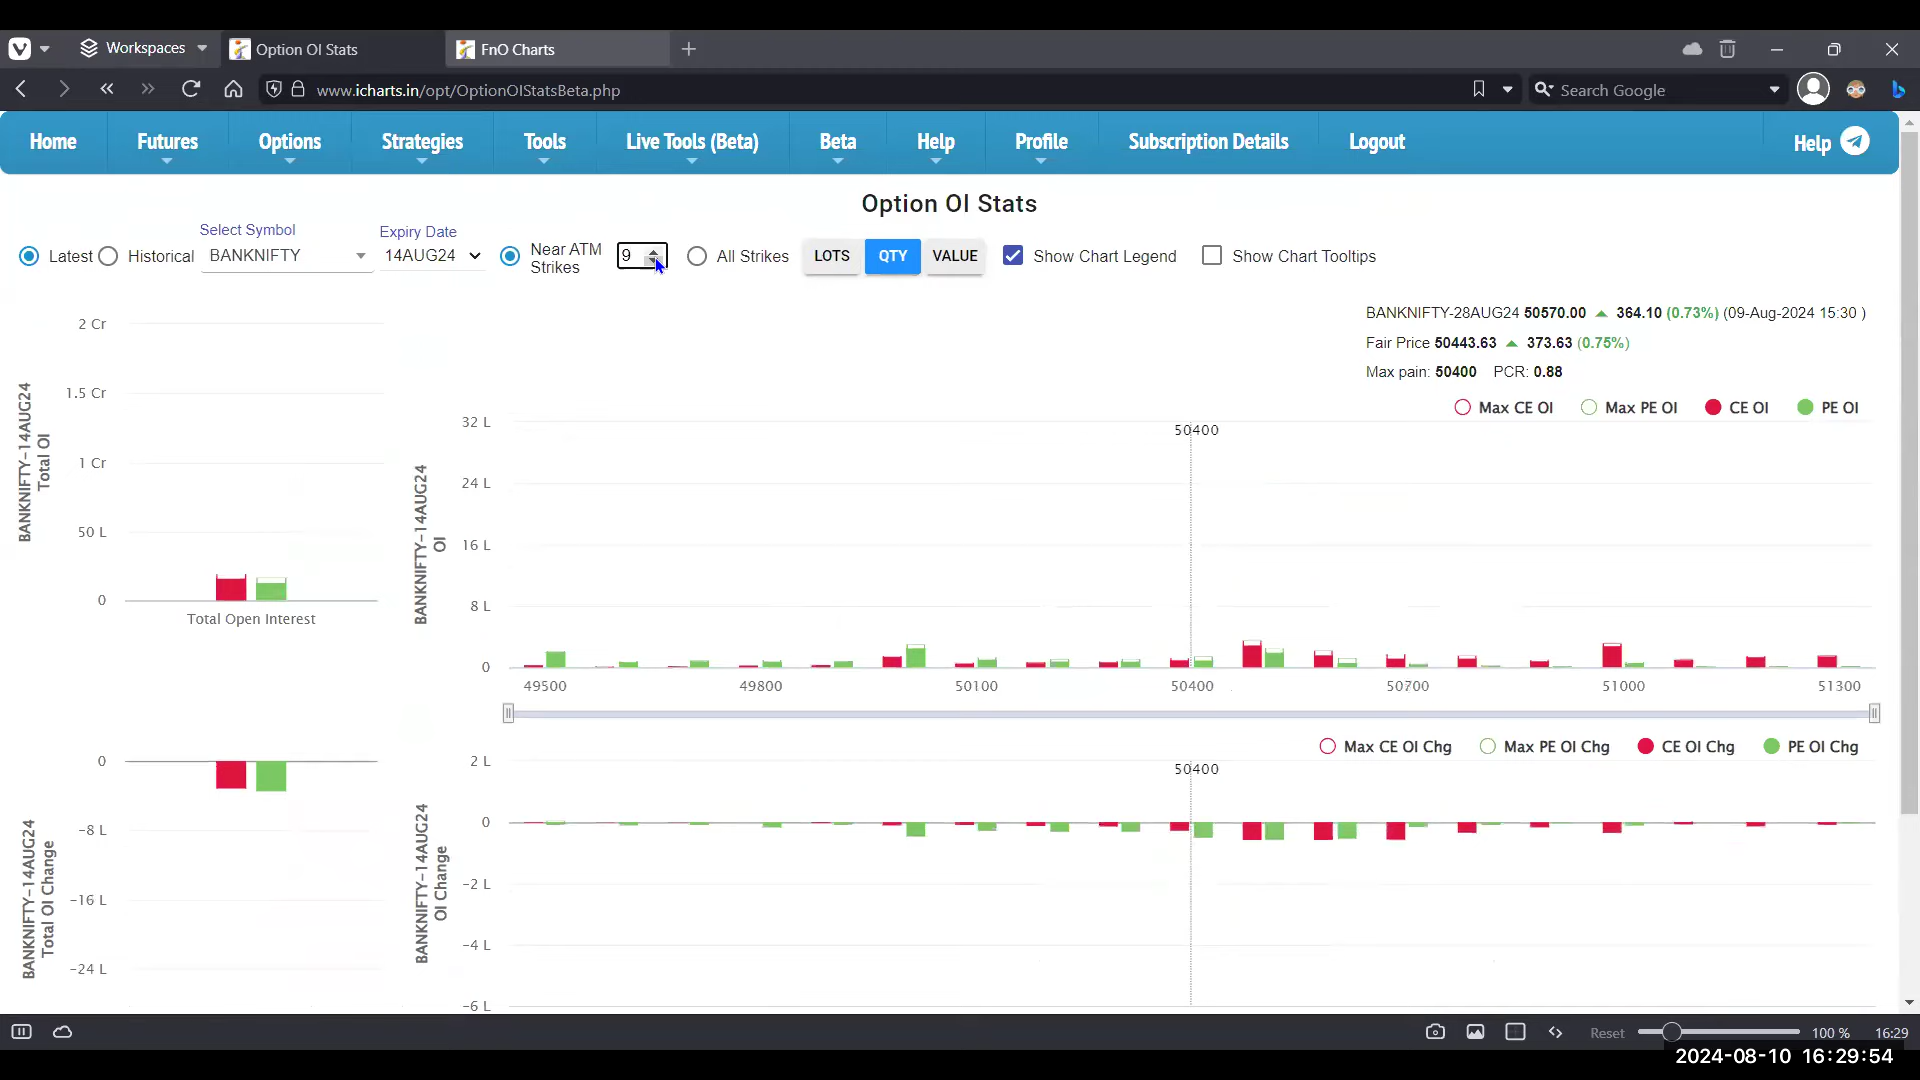 Workspaces
Option OI Stats
FnO Charts
www.icharts.in/opt/OptionOIStatsBeta.php
Search Google
Home
Futures
Options
Strategies
Tools
Live Tools (Beta)
Beta
Help
Profile
Subscription Details
Logout
Help
Option OI Stats
Latest
Historical
Select Symbol
BANKNIFTY
Expiry Date
14AUG24
Near ATM
Strikes
9
All Strikes
LOTS
QTY
VALUE
Show Chart Legend
Show Chart Tooltips
BANKNIFTY-28AUG24 50570.00 ▲ 364.10 (0.73%) (09-Aug-2024 15:30 )
Fair Price 50443.63 ▲ 373.63 (0.75%)
Max pain: 50400 PCR: 0.88
BANKNIFTY-14AUG24
Total OI
2 Cr
1.5 Cr
1 Cr
50 L
0
Total Open Interest
Max CE OI
Max PE OI
CE OI
PE OI
BANKNIFTY-14AUG24
OI
32 L
24 L
16 L
8 L
0
50400
49500
49800
50100
50400
50700
51000
51300
BANKNIFTY-14AUG24
Total OI Change
0
-8 L
-16 L
-24 L
Max CE OI Chg
Max PE OI Chg
CE OI Chg
PE OI Chg
BANKNIFTY-14AUG24
OI Change
2 L
0
-2 L
-4 L
-6 L
50400
Reset
100 %
16:29
2024-08-10 16:29:54